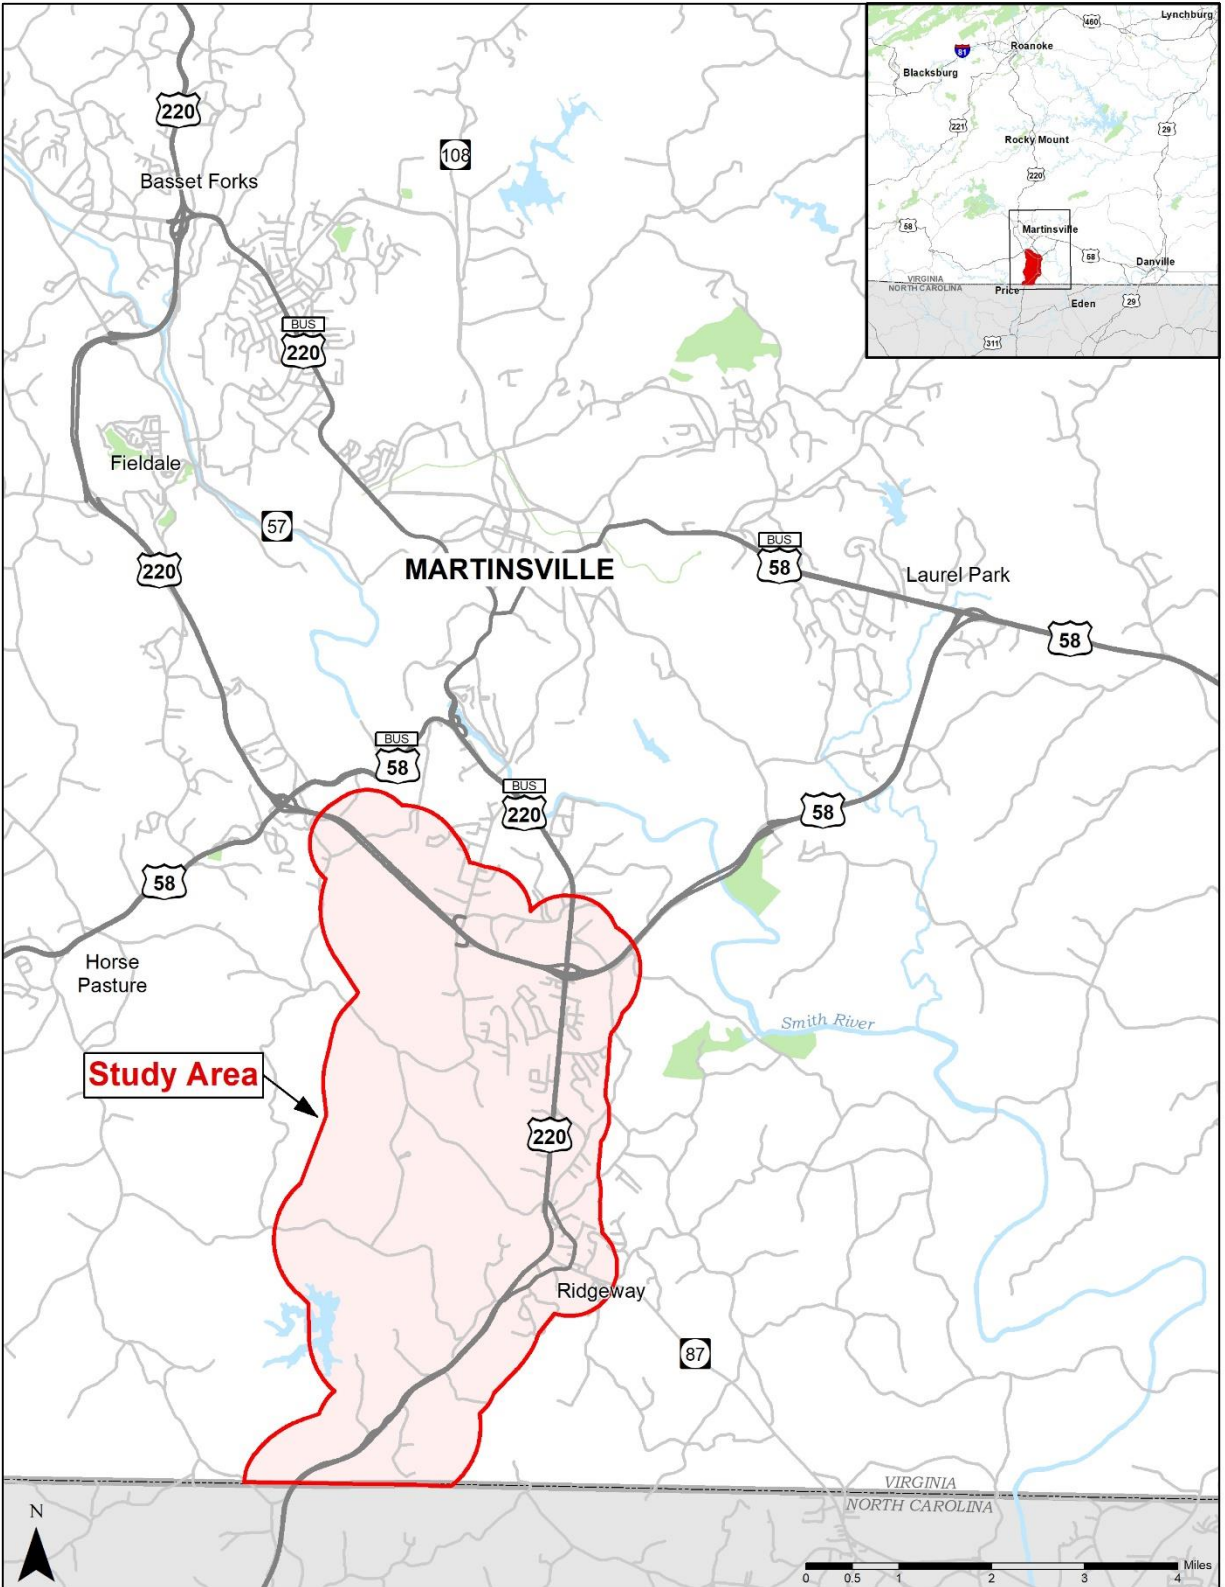 460
Lynchburg
Roanoke
81
Blacksburg
221
29
Rocky Mount
220
58
Martinsville
58
Danville
VIRGINIA
NORTH CAROLINA
Price
Eden
29
311
220
108
Basset Forks
BUS
220
Fieldale
57
BUS
58
MARTINSVILLE
220
Laurel Park
58
BUS
58
BUS
220
58
58
Horse
Pasture
Smith River
Study Area
220
Ridgeway
87
VIRGINIA
NORTH CAROLINA
N
Miles
0 0.5 1 2 3 4